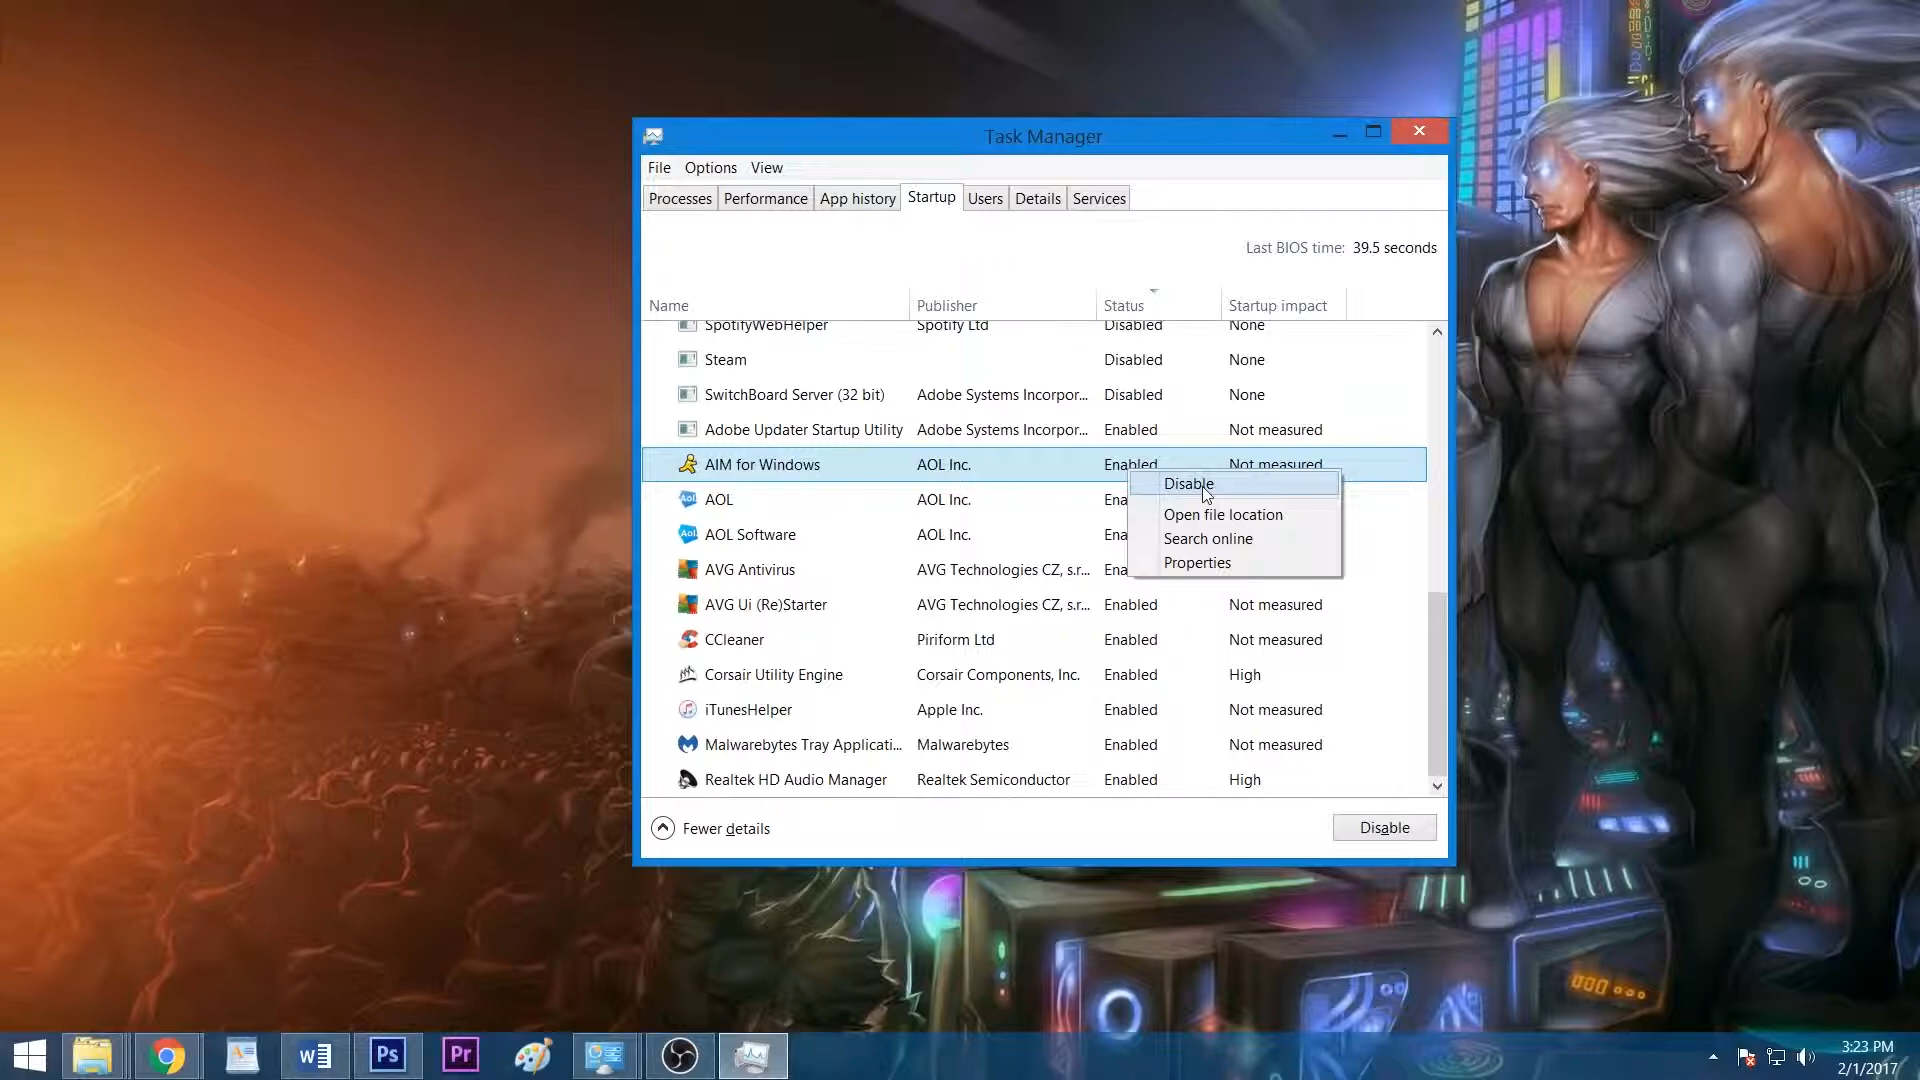 Task Manager
File Options View
Processes Performance App history Startup Users Details Services
Last BIOS time: 39.5 seconds
Name Publisher Status Startup impact
SpotifyWebHelper Spotify Ltd Disabled None
Steam Disabled None
SwitchBoard Server (32 bit) Adobe Systems Incorpor... Disabled None
Adobe Updater Startup Utility Adobe Systems Incorpor... Enabled Not measured
AIM for Windows AOL Inc. Enabled Not measured
Disable
AOL AOL Inc. Ena
Open file location
AOL Software AOL Inc. Ena
Search online
AVG Antivirus AVG Technologies CZ, s.r... Ena
Properties
AVG Ui (Re)Starter AVG Technologies CZ, s.r... Enabled Not measured
CCleaner Piriform Ltd Enabled Not measured
Corsair Utility Engine Corsair Components, Inc. Enabled High
iTunesHelper Apple Inc. Enabled Not measured
Malwarebytes Tray Applicati... Malwarebytes Enabled Not measured
Realtek HD Audio Manager Realtek Semiconductor Enabled High
Fewer details Disable
Ps Pr
3:23 PM
2/1/2017